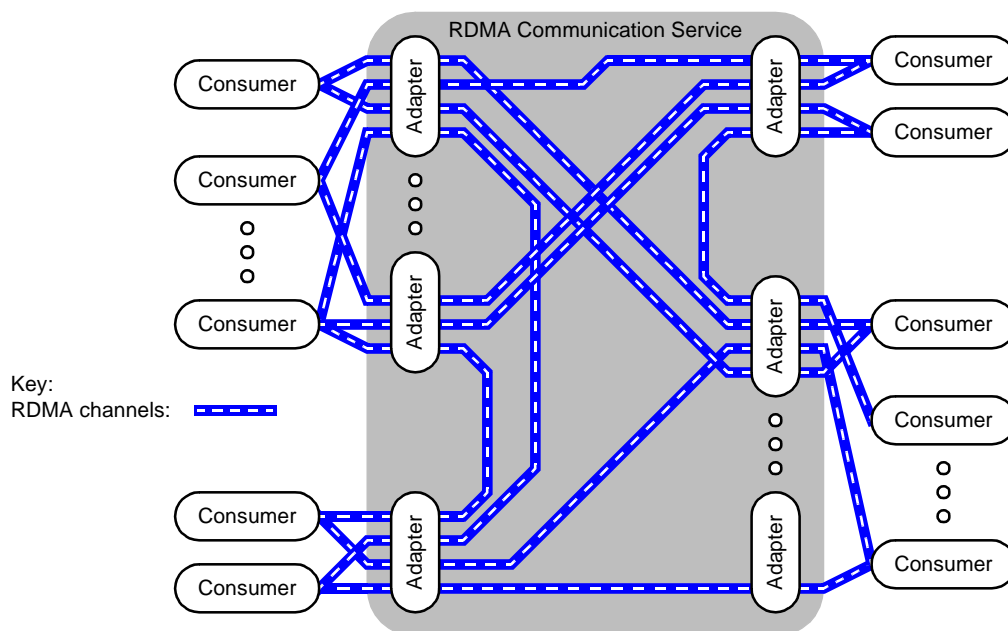 RDMA Communication Service
Consumer
Consumer
Consumer
Consumer
Consumer
Adapter
Adapter
Adapter
Adapter
Adapter
Adapter
Consumer
Consumer
Consumer
Consumer
Consumer
Key:
RDMA channels: